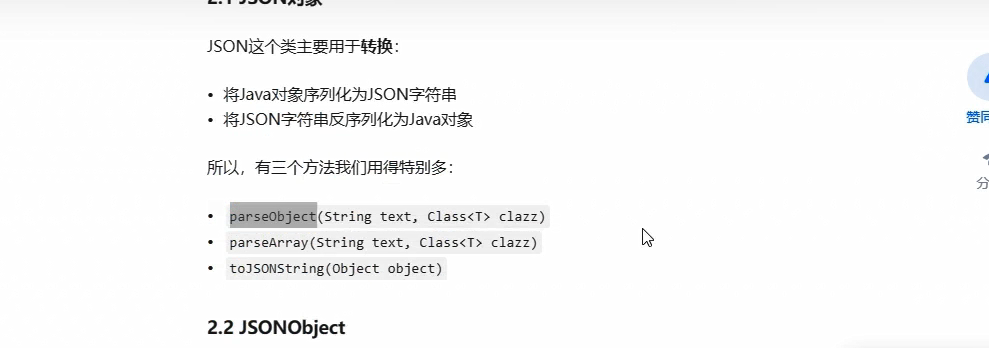 2.1 JSON对象
JSON这个类主要用于转换：
• 将Java对象序列化为JSON字符串
• 将JSON字符串反序列化为Java对象
赞同
所以，有三个方法我们用得特别多：
分
• parseObject(String text, Class<T> clazz)
• parseArray(String text, Class<T> clazz)
• toJSONString(Object object)
2.2 JSONObject